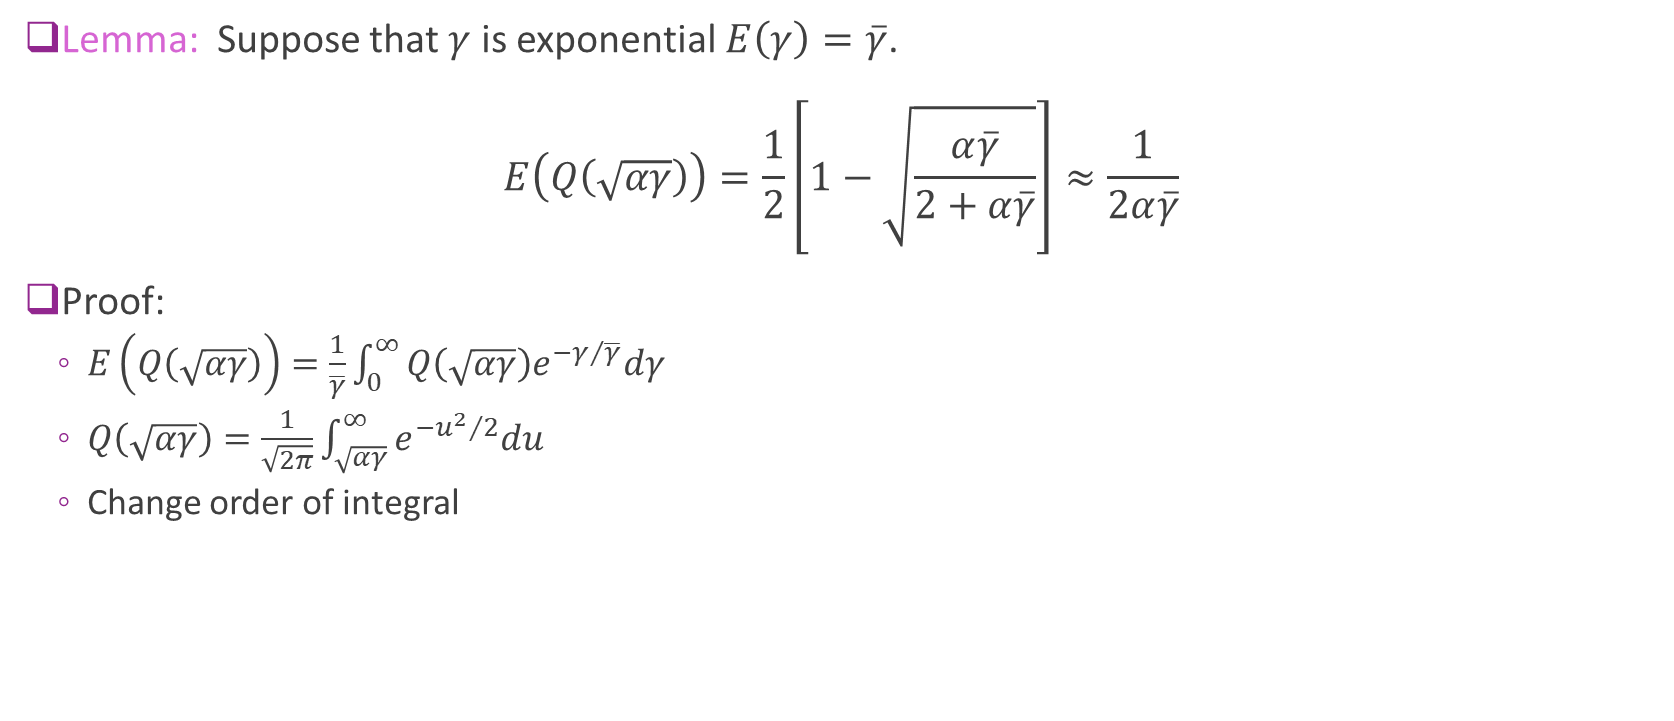 ❑Lemma: Suppose that γ is exponential E(γ) = γ̅.
E(Q(√(αγ))) = 1/2 [1 − √(αγ̅/(2 + αγ̅))] ≈ 1/(2αγ̅)
❑Proof:
◦ E(Q(√(αγ))) = 1/γ̅ ∫₀^∞ Q(√(αγ))e^(−γ/γ̅) dγ
◦ Q(√(αγ)) = 1/√(2π) ∫_√(αγ)^∞ e^(−u²/2) du
◦ Change order of integral